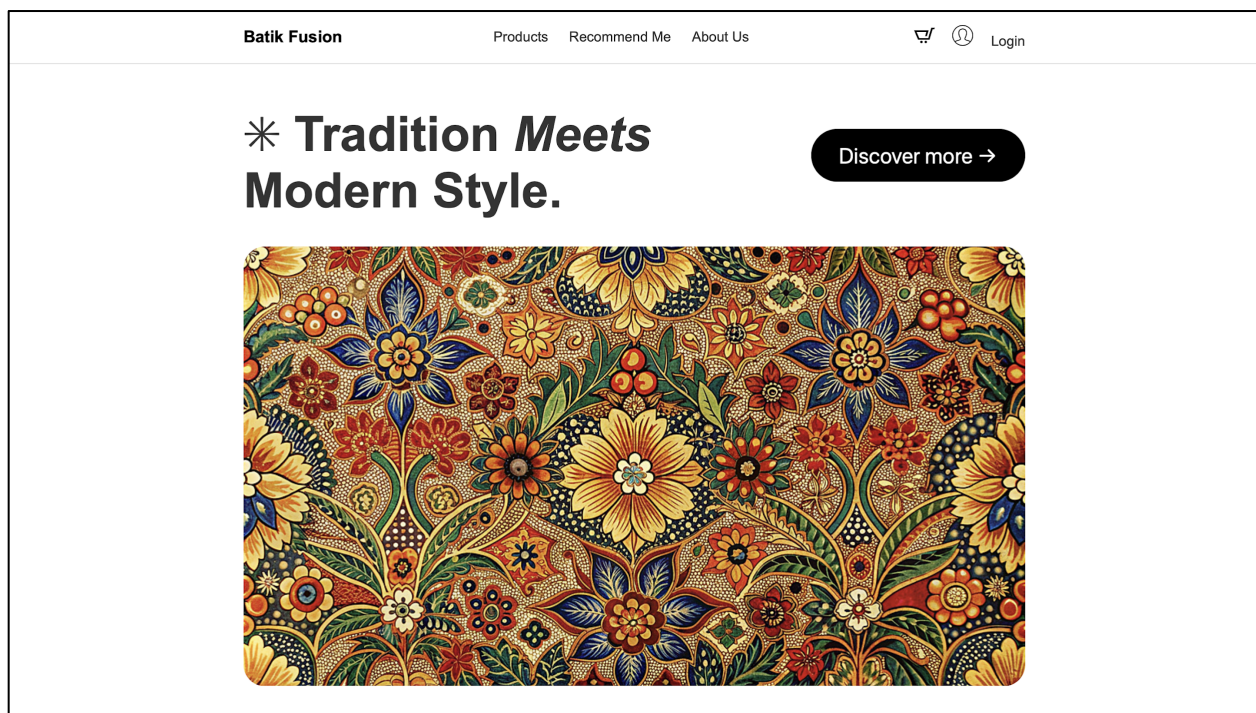 Batik Fusion
Products Recommend Me About Us
Login
✳ Tradition Meets
Modern Style.
Discover more →